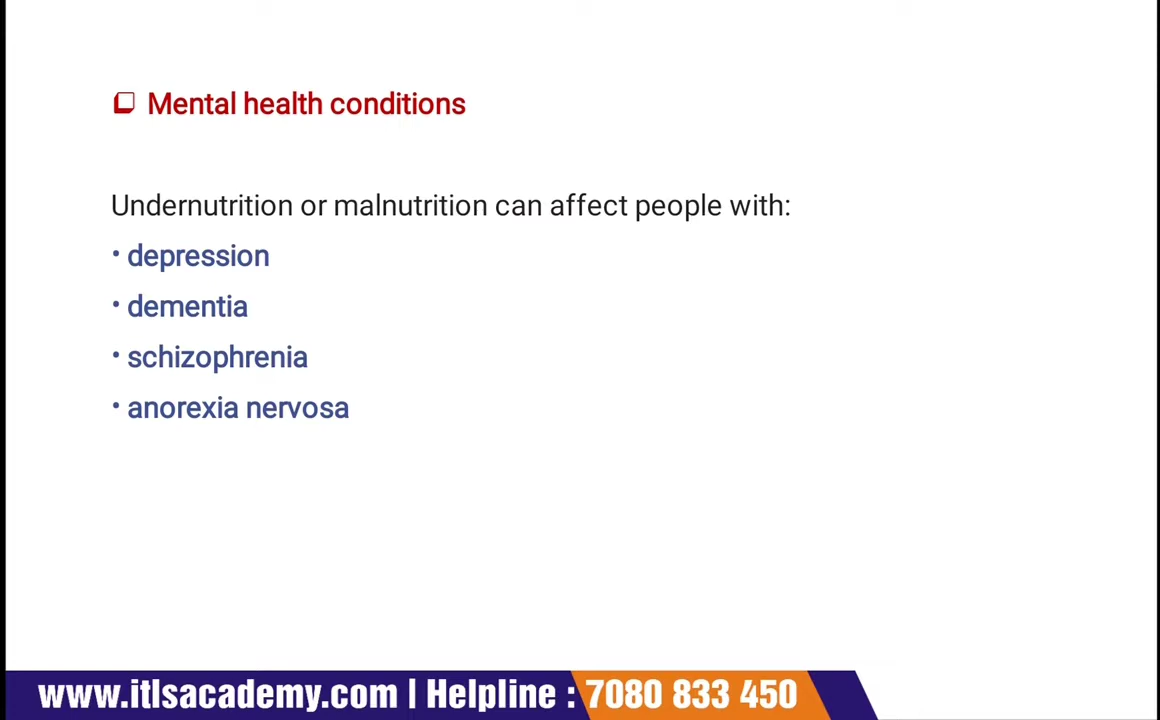 Mental health conditions
Undernutrition or malnutrition can affect people with:
• depression
• dementia
• schizophrenia
• anorexia nervosa
www.itlsacademy.com | Helpline : 7080 833 450